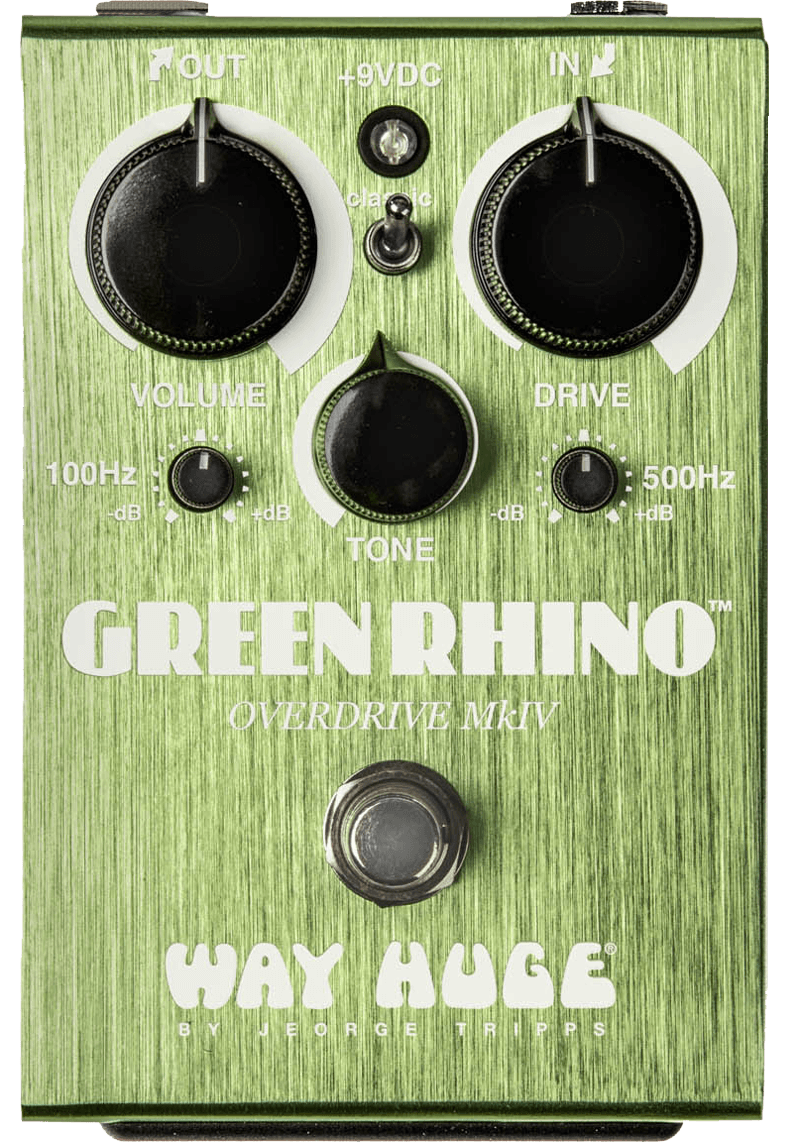 OUT
+9VDC
IN
classic
VOLUME
DRIVE
100Hz
500Hz
-dB
+dB
-dB
+dB
TONE
GREEN RHINO™
OVERDRIVE MkIV
WAY HUGE®
BY JEORGE TRIPPS